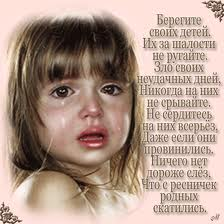 Берегите
своих детей.
Их за шалости
не ругайте.
Зло своих
неудачных дней,
Никогда на них
не срывайте.
Не сердитесь
на них всерьёз,
Даже если они
провинились,
Ничего нет
дороже слёз,
Что с ресничек
родных
скатились.